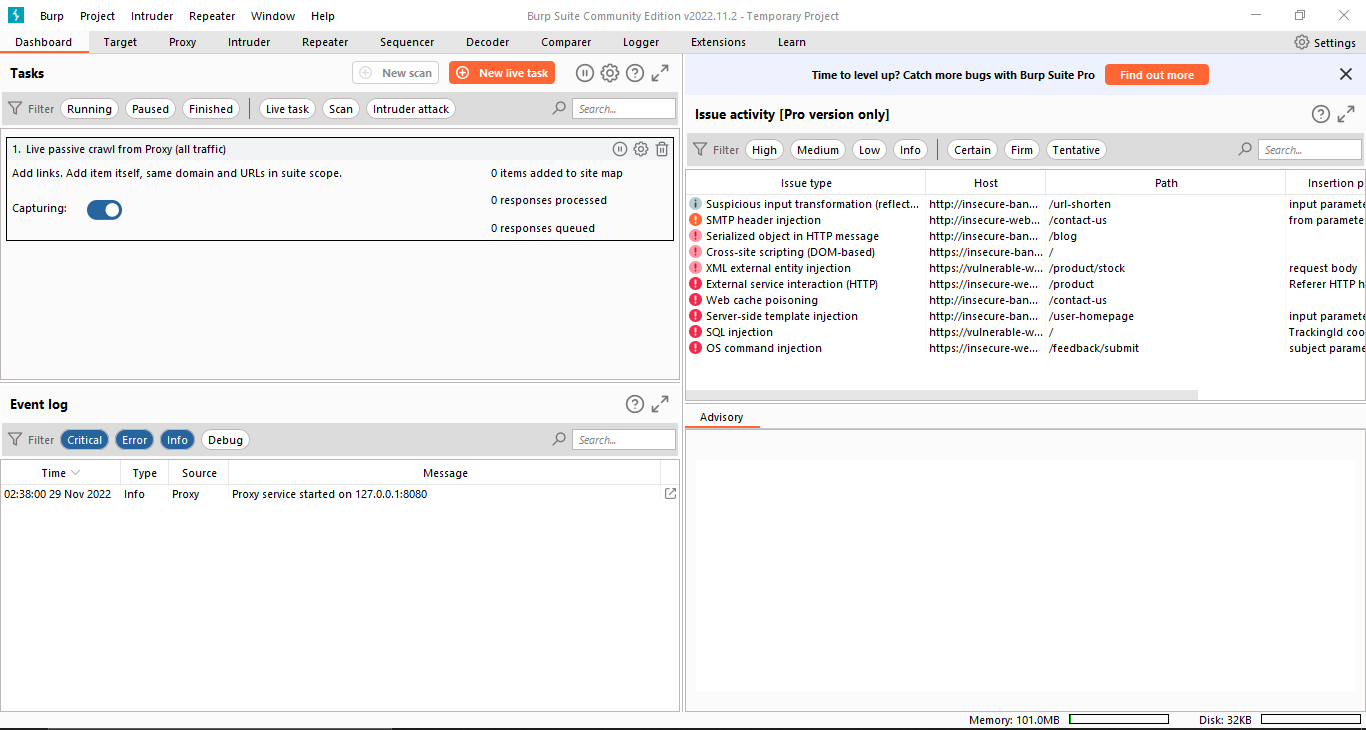 Burp Project Intruder Repeater Window Help
Burp Suite Community Edition v2022.11.2 - Temporary Project
Dashboard Target Proxy Intruder Repeater Sequencer Decoder Comparer Logger Extensions Learn Settings
Tasks
New scan
New live task
Filter Running Paused Finished Live task Scan Intruder attack Search...
1. Live passive crawl from Proxy (all traffic)
Add links. Add item itself, same domain and URLs in suite scope.
0 items added to site map
Capturing:
0 responses processed
0 responses queued
Event log
Filter Critical Error Info Debug Search...
Time Type Source Message
02:38:00 29 Nov 2022 Info Proxy Proxy service started on 127.0.0.1:8080
Time to level up? Catch more bugs with Burp Suite Pro Find out more
Issue activity [Pro version only]
Filter High Medium Low Info Certain Firm Tentative Search...
Issue type Host Path Insertion p
Suspicious input transformation (reflect... http://insecure-ban... /url-shorten input paramete
SMTP header injection http://insecure-web... /contact-us from paramete
Serialized object in HTTP message http://insecure-ban... /blog
Cross-site scripting (DOM-based) https://insecure-ban... /
XML external entity injection https://vulnerable-w... /product/stock request body
External service interaction (HTTP) https://insecure-we... /product Referer HTTP h
Web cache poisoning http://insecure-ban... /contact-us
Server-side template injection http://insecure-ban... /user-homepage input paramete
SQL injection https://vulnerable-w... / TrackingId coo
OS command injection https://insecure-we... /feedback/submit subject parame
Advisory
Memory: 101.0MB Disk: 32KB